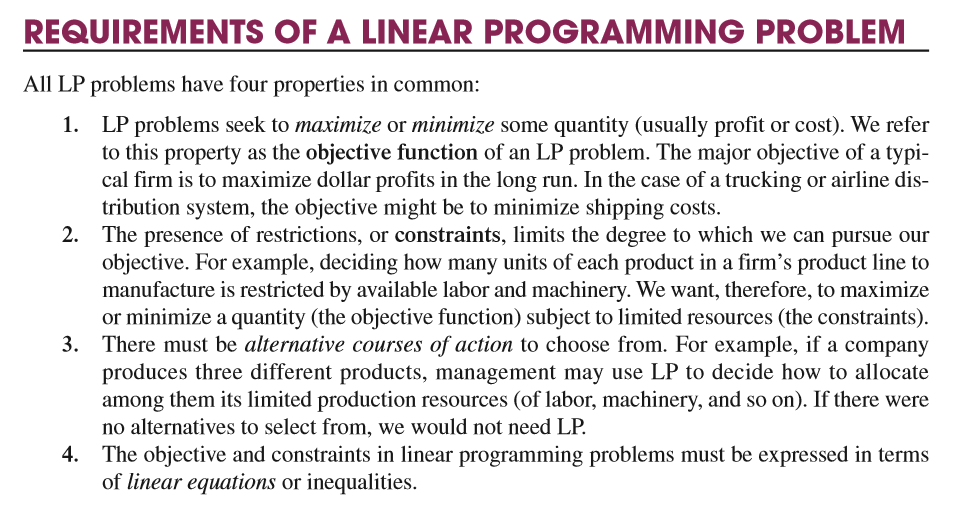 REQUIREMENTS OF A LINEAR PROGRAMMING PROBLEM
All LP problems have four properties in common:
1. LP problems seek to maximize or minimize some quantity (usually profit or cost). We refer
to this property as the objective function of an LP problem. The major objective of a typi-
cal firm is to maximize dollar profits in the long run. In the case of a trucking or airline dis-
tribution system, the objective might be to minimize shipping costs.
2. The presence of restrictions, or constraints, limits the degree to which we can pursue our
objective. For example, deciding how many units of each product in a firm's product line to
manufacture is restricted by available labor and machinery. We want, therefore, to maximize
or minimize a quantity (the objective function) subject to limited resources (the constraints).
3. There must be alternative courses of action to choose from. For example, if a company
produces three different products, management may use LP to decide how to allocate
among them its limited production resources (of labor, machinery, and so on). If there were
no alternatives to select from, we would not need LP.
4. The objective and constraints in linear programming problems must be expressed in terms
of linear equations or inequalities.